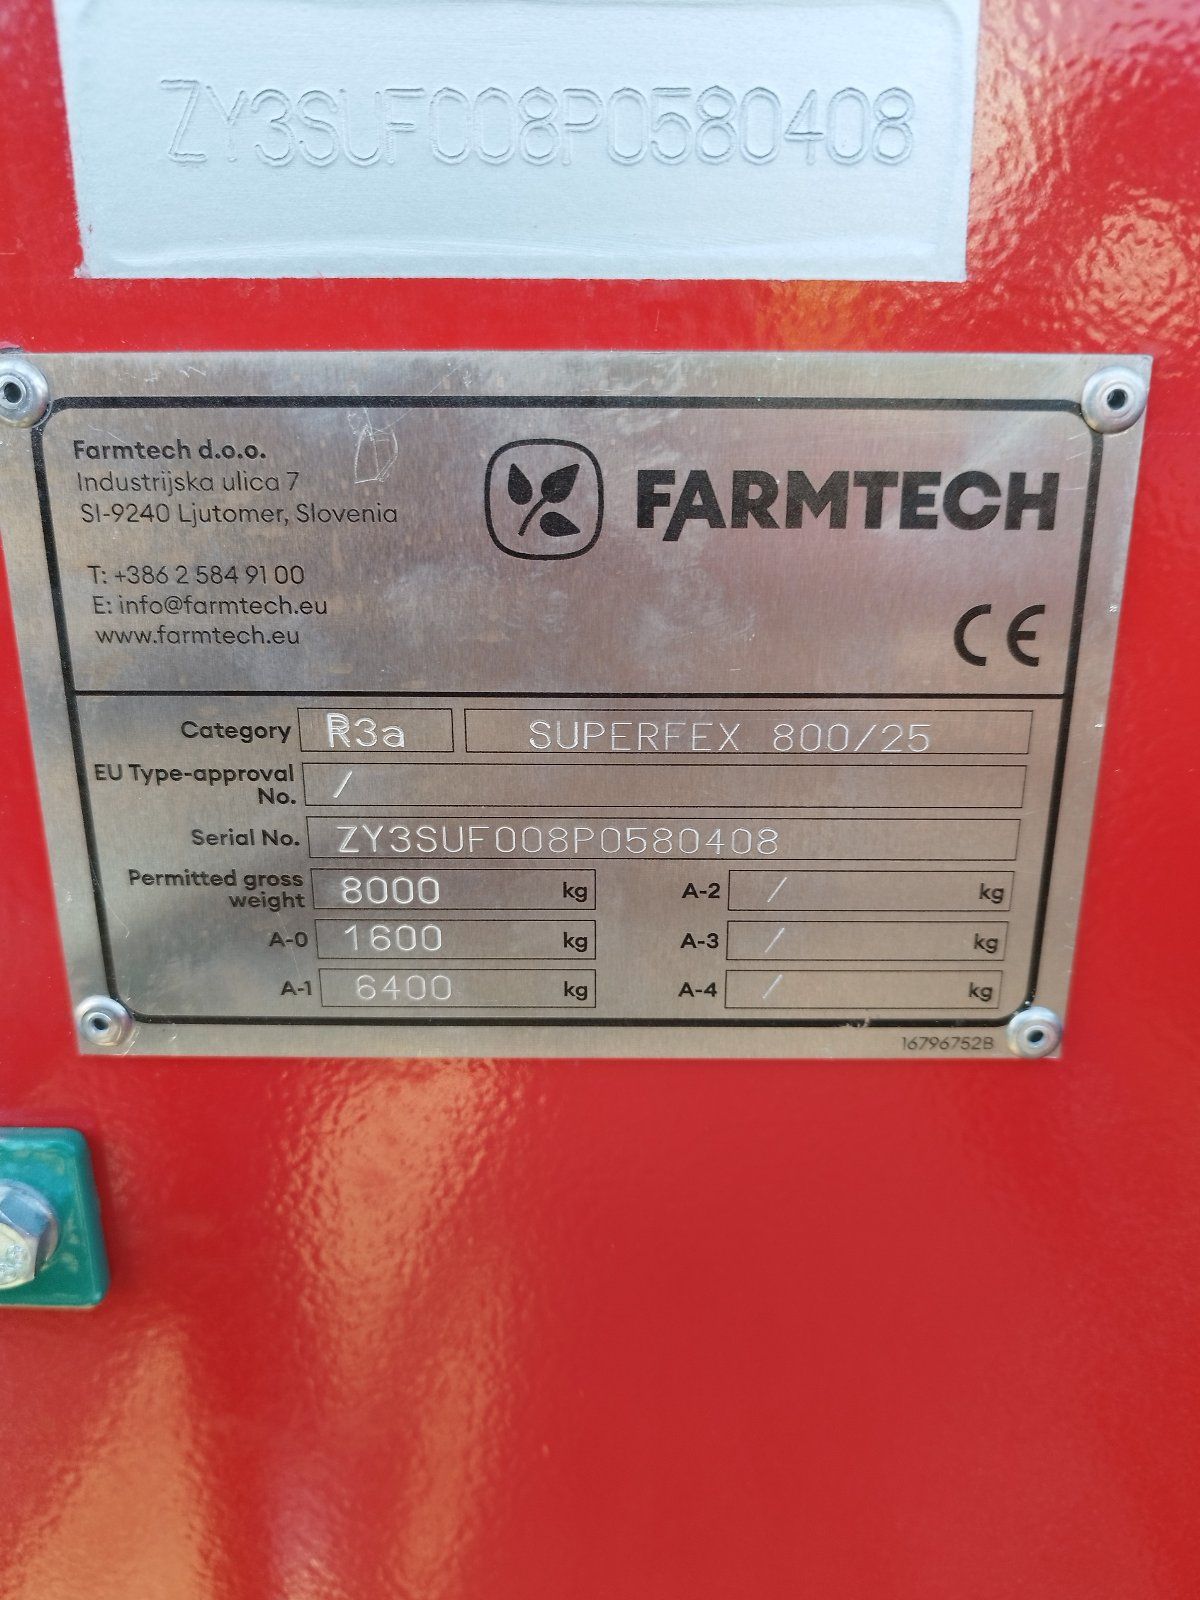 ZY3SUF008P0580408
Farmtech d.o.o.
Industrijska ulica 7
SI-9240 Ljutomer, Slovenia
T: +386 2 584 91 00
E: info@farmtech.eu
www.farmtech.eu
FARMTECH
CE
Category R3a SUPERFEX 800/25
EU Type-approval
No. /
Serial No. ZY3SUF008P0580408
Permitted gross
weight 8000 kg A-2 / kg
A-0 1600 kg A-3 / kg
A-1 6400 kg A-4 / kg
16796752B